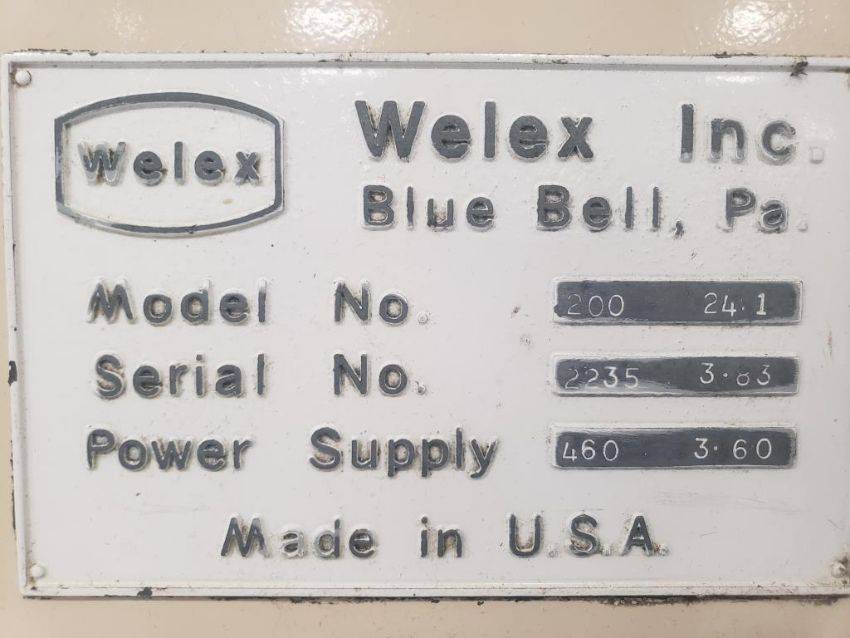 Welex
Welex Inc.
Blue Bell, Pa.
Model No. 200 24·1
Serial No. 2235 3·83
Power Supply 460 3·60
Made in U.S.A.